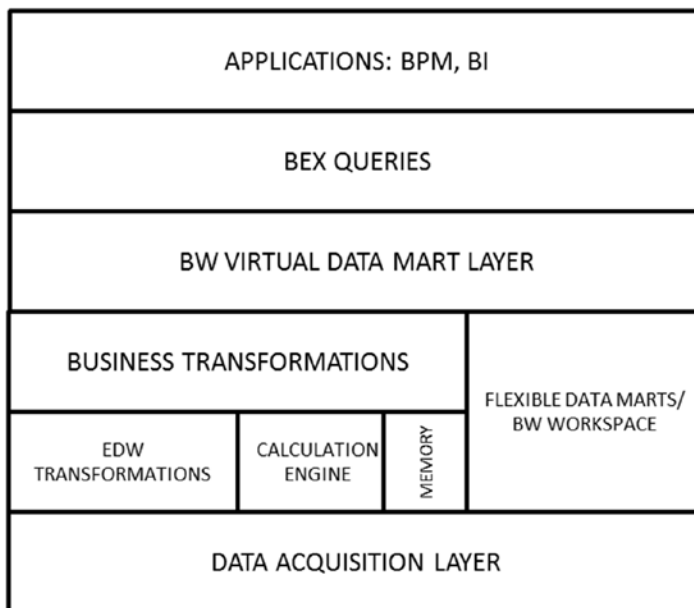 APPLICATIONS: BPM, BI
BEX QUERIES
BW VIRTUAL DATA MART LAYER
BUSINESS TRANSFORMATIONS
FLEXIBLE DATA MARTS/
BW WORKSPACE
EDW
TRANSFORMATIONS
CALCULATION
ENGINE
MEMORY
DATA ACQUISITION LAYER